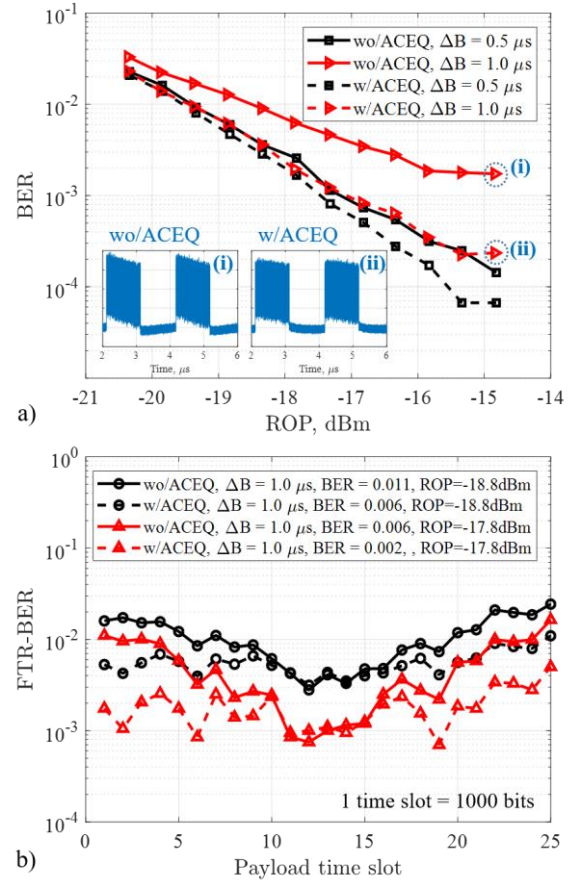 10^-1
10^-2
10^-3
10^-4
BER
wo/ACEQ, ΔB = 0.5 μs
wo/ACEQ, ΔB = 1.0 μs
w/ACEQ, ΔB = 0.5 μs
w/ACEQ, ΔB = 1.0 μs
(i)
(ii)
wo/ACEQ
(i)
2 3 4 5 6
Time, μs
w/ACEQ
(ii)
2 3 4 5 6
Time, μs
-21 -20 -19 -18 -17 -16 -15 -14
ROP, dBm
a)
10^0
10^-1
10^-2
10^-3
10^-4
FTR-BER
wo/ACEQ, ΔB = 1.0 μs, BER = 0.011, ROP=-18.8dBm
w/ACEQ, ΔB = 1.0 μs, BER = 0.006, ROP=-18.8dBm
wo/ACEQ, ΔB = 1.0 μs, BER = 0.006, ROP=-17.8dBm
w/ACEQ, ΔB = 1.0 μs, BER = 0.002, , ROP=-17.8dBm
1 time slot = 1000 bits
0 5 10 15 20 25
Payload time slot
b)